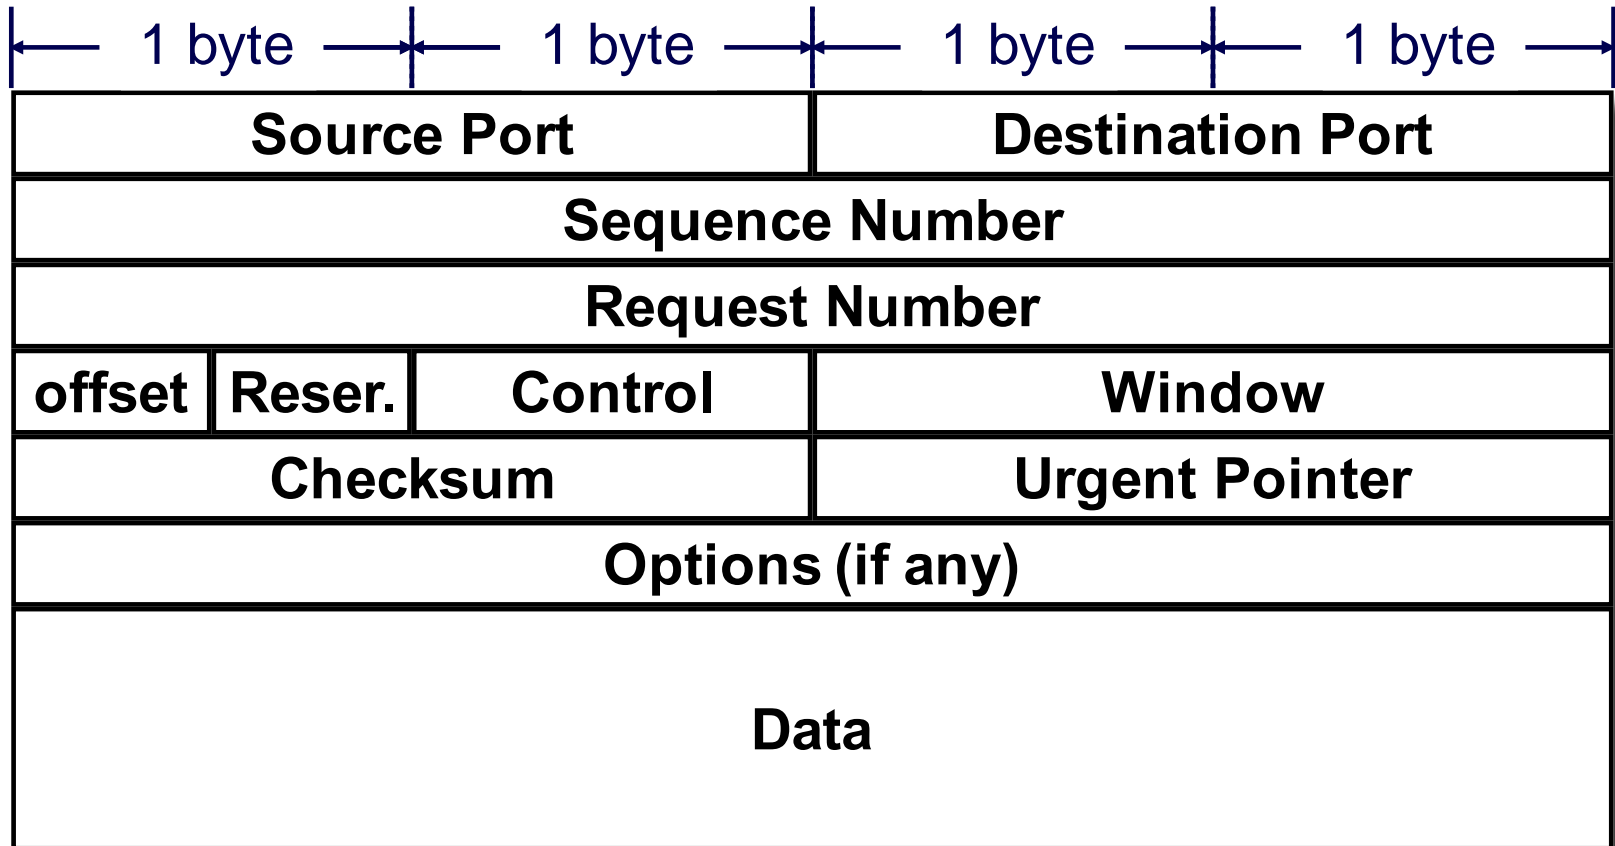 1 byte 1 byte 1 byte 1 byte
Source Port Destination Port
Sequence Number
Request Number
offset Reser. Control Window
Checksum Urgent Pointer
Options (if any)
Data